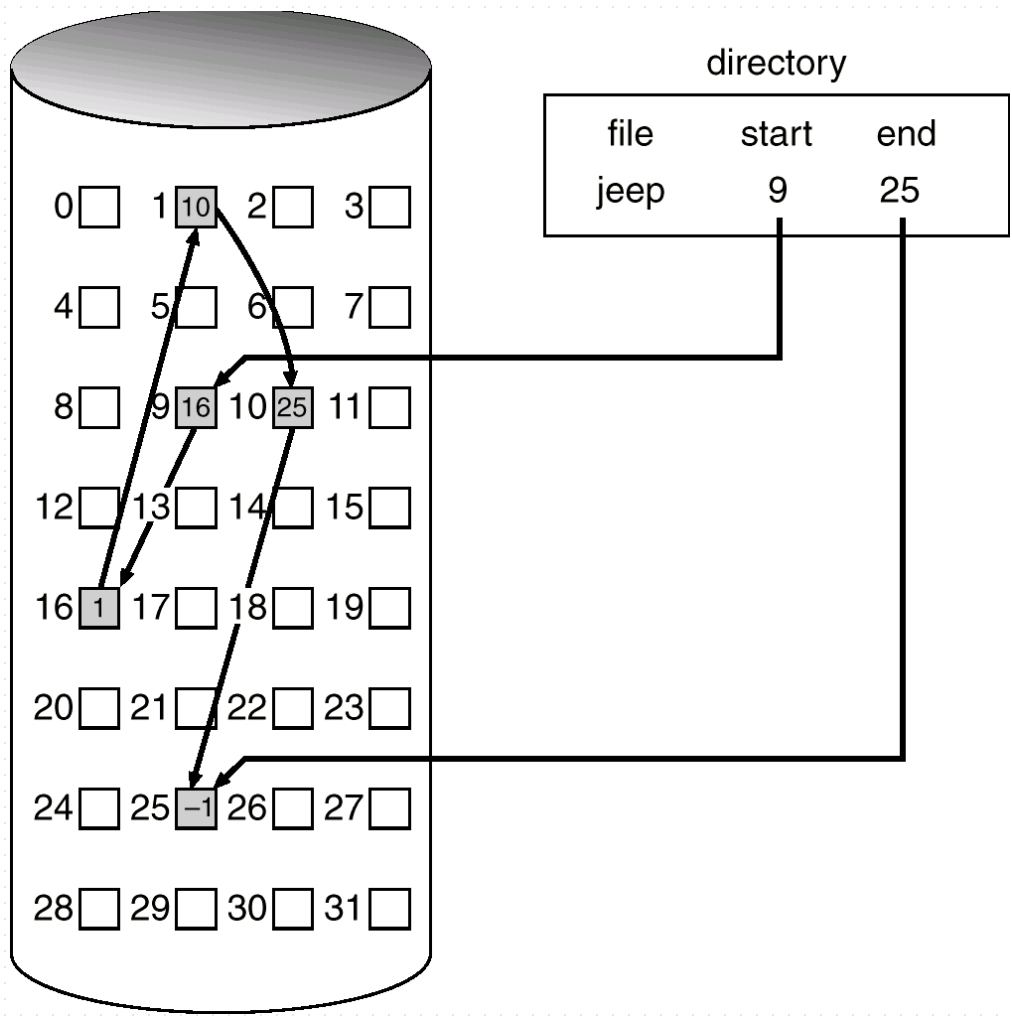 directory
file start end
jeep 9 25
0 1 10 2 3
4 5 6 7
8 9 16 10 25 11
12 13 14 15
16 1 17 18 19
20 21 22 23
24 25 –1 26 27
28 29 30 31